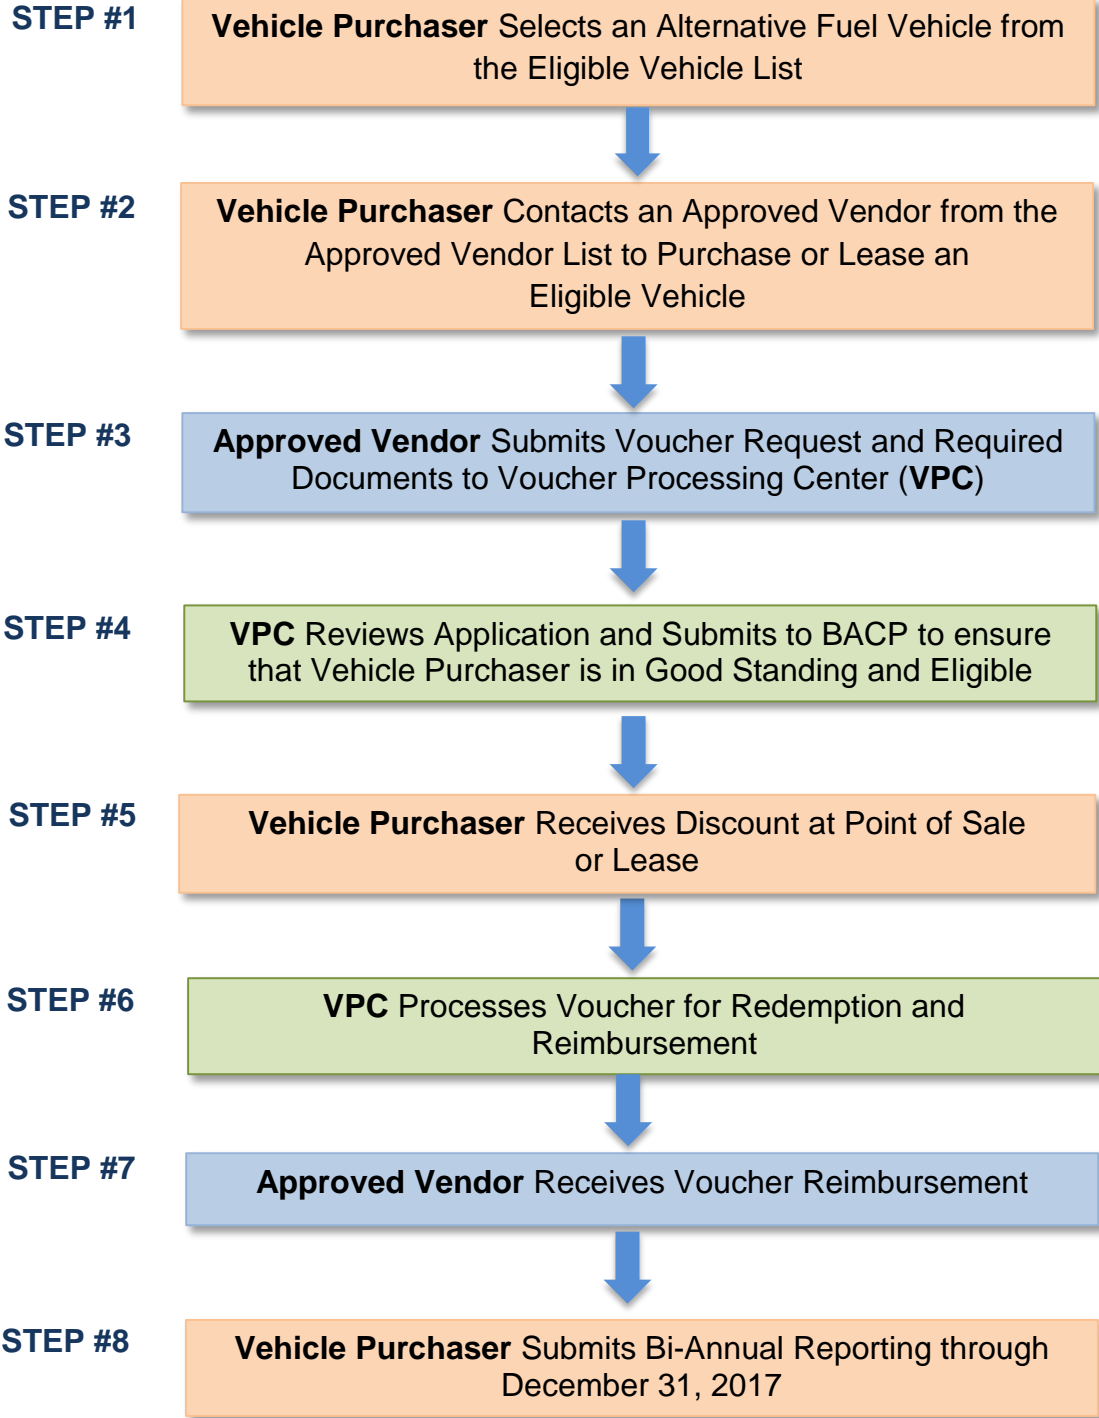 STEP #1
Vehicle Purchaser Selects an Alternative Fuel Vehicle from
the Eligible Vehicle List
STEP #2
Vehicle Purchaser Contacts an Approved Vendor from the
Approved Vendor List to Purchase or Lease an
Eligible Vehicle
STEP #3
Approved Vendor Submits Voucher Request and Required
Documents to Voucher Processing Center (VPC)
STEP #4
VPC Reviews Application and Submits to BACP to ensure
that Vehicle Purchaser is in Good Standing and Eligible
STEP #5
Vehicle Purchaser Receives Discount at Point of Sale
or Lease
STEP #6
VPC Processes Voucher for Redemption and
Reimbursement
STEP #7
Approved Vendor Receives Voucher Reimbursement
STEP #8
Vehicle Purchaser Submits Bi-Annual Reporting through
December 31, 2017